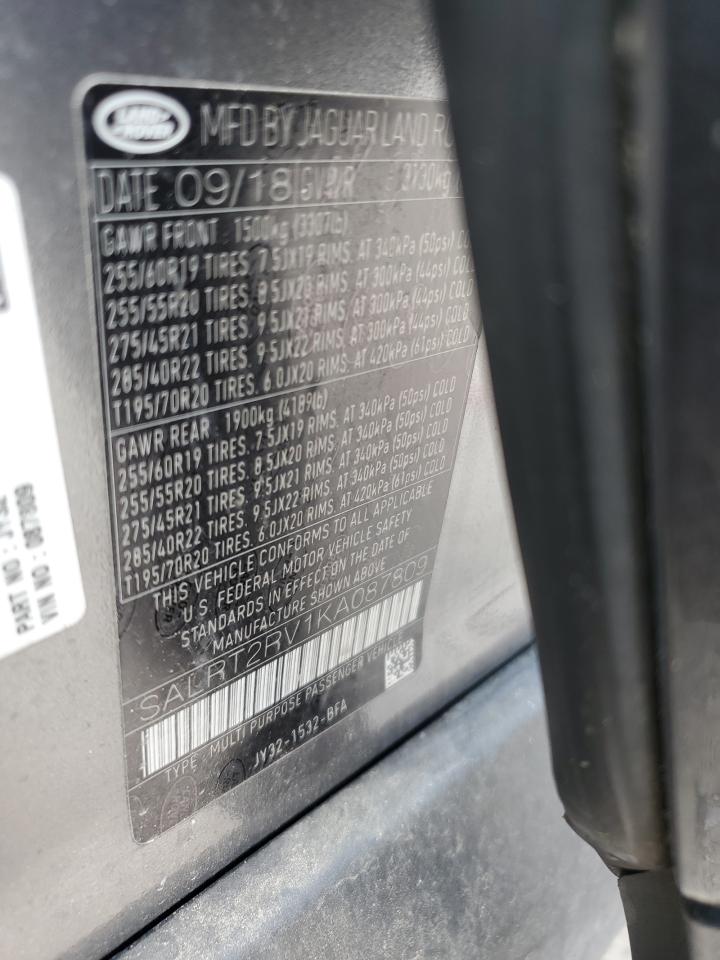 LAND ROVER
MFD BY JAGUAR LAND
DATE 09/18 GVWR 3130kg
GAWR FRONT 1500kg (3307lb)
255/60R19 TIRES. 7.5JX19 RIMS. AT 340kPa (50psi) COLD
255/55R20 TIRES. 8.5JX20 RIMS. AT 300kPa (44psi) COLD
275/45R21 TIRES. 9.5JX21 RIMS. AT 300kPa (44psi) COLD
285/40R22 TIRES. 9.5JX22 RIMS. AT 300kPa (44psi) COLD
T195/70R20 TIRES. 6.0JX20 RIMS. AT 420kPa (61psi) COLD
GAWR REAR: 1900kg (4189lb)
255/60R19 TIRES. 7.5JX19 RIMS. AT 340kPa (50psi) COLD
255/55R20 TIRES. 8.5JX20 RIMS. AT 340kPa (50psi) COLD
275/45R21 TIRES. 9.5JX21 RIMS. AT 340kPa (50psi) COLD
285/40R22 TIRES. 9.5JX22 RIMS. AT 340kPa (50psi) COLD
T195/70R20 TIRES. 6.0JX20 RIMS. AT 420kPa (61psi) COLD
THIS VEHICLE CONFORMS TO ALL APPLICABLE
U S FEDERAL MOTOR VEHICLE SAFETY
STANDARDS IN EFFECT ON THE DATE OF
MANUFACTURE SHOWN ABOVE
SALRT2RV1KA087809
TYPE: MULTI PURPOSE PASSENGER VEHICLE
JY32-1532-BFA
PART NO:
VIN NO: 087809